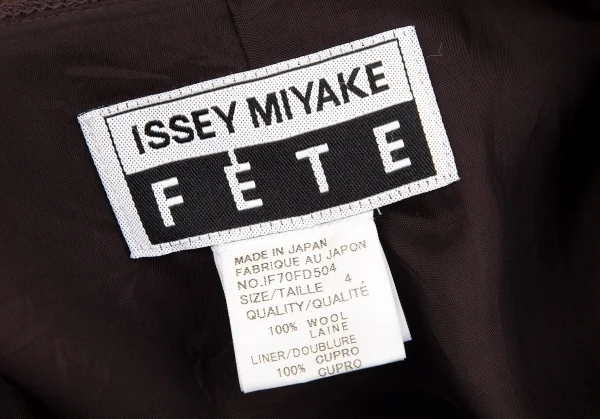 ISSEY MIYAKE
FÊTE
MADE IN JAPAN
FABRIQUE AU JAPON
NO.IF70FD504
SIZE/TAILLE 4
QUALITY/QUALITÉ
100% WOOL
LAINE
LINER/DOUBLURE
100% CUPRO
CUPRO